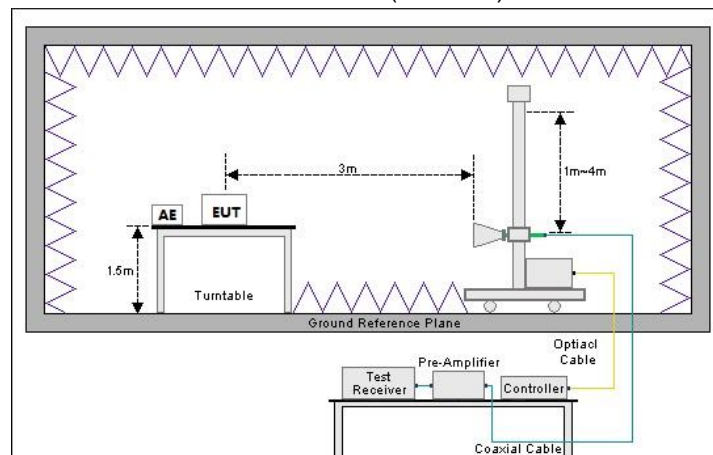 3m
1m~4m
AE
EUT
1.5m
Turntable
Ground Reference Plane
Optiacl
Cable
Pre-Amplifier
Test
Receiver
Controller
Coaxial Cable